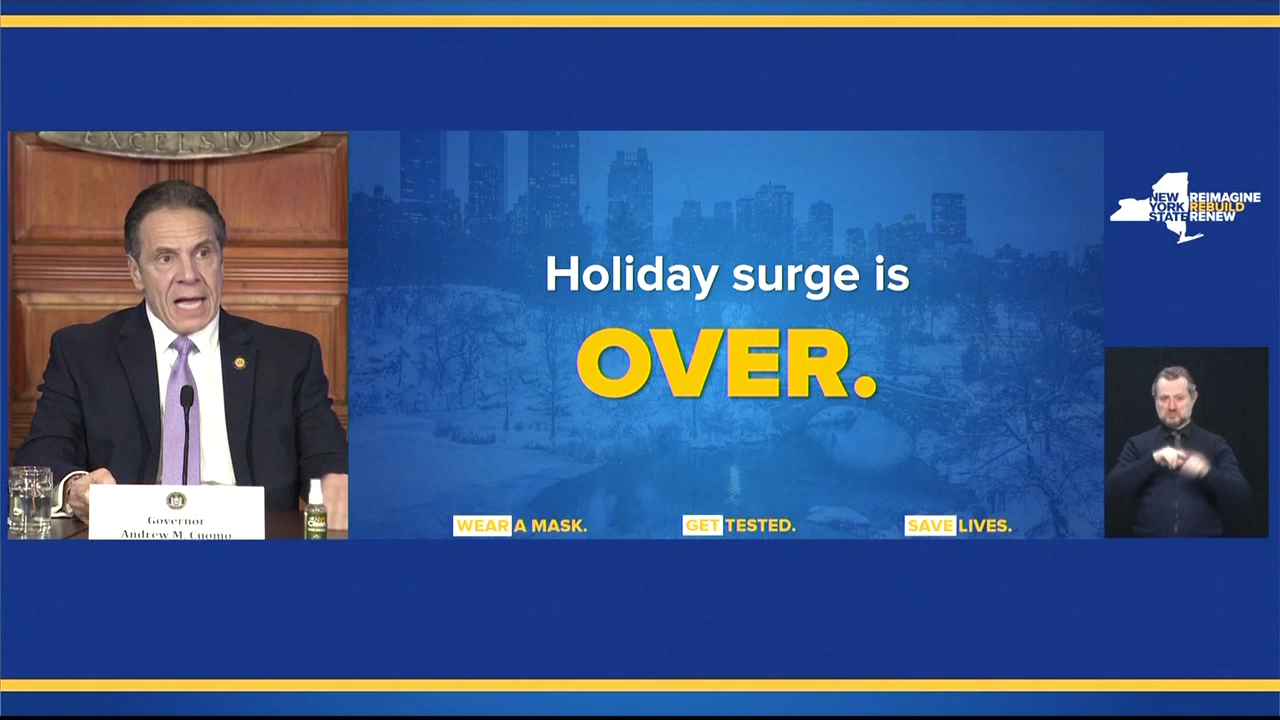 EXCELSIOR
Governor
Andrew M. Cuomo
Holiday surge is
OVER.
WEAR A MASK.
GET TESTED.
SAVE LIVES.
NEW
YORK
STATE
REIMAGINE
REBUILD
RENEW